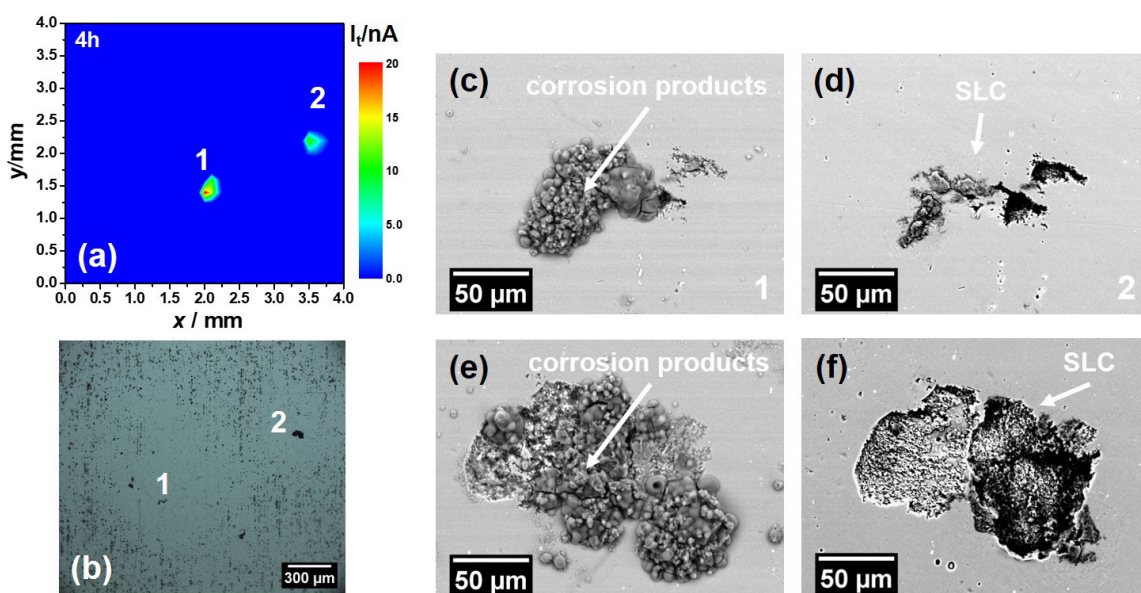 4h
I_t/nA
1
2
(a)
y/mm
4.0
3.5
3.0
2.5
2.0
1.5
1.0
0.5
0.0
0.0 0.5 1.0 1.5 2.0 2.5 3.0 3.5 4.0
x / mm
20
15
10
5.0
0.0
(b)
1
2
300 µm
(c)
corrosion products
50 µm
1
(d)
SLC
50 µm
2
(e)
corrosion products
50 µm
(f)
SLC
50 µm